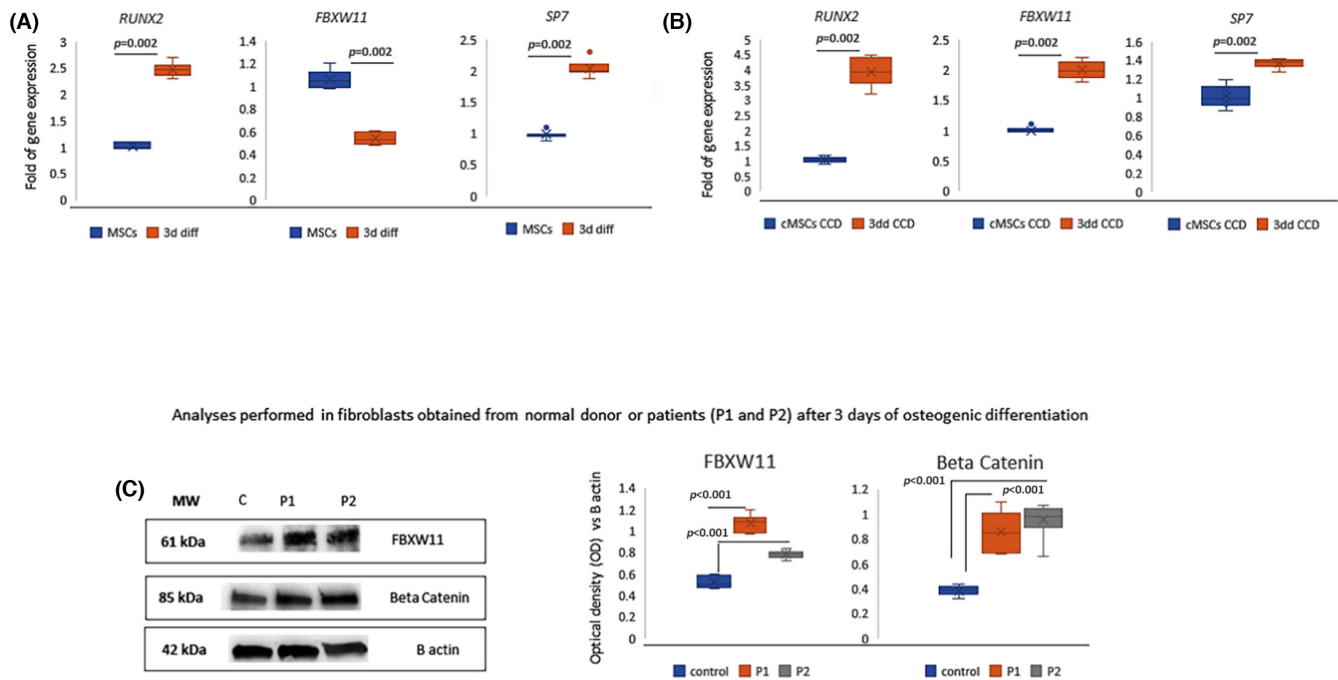 (A)
RUNX2
FBXW11
SP7
Fold of gene expression
3
2.5
2
1.5
1
0.5
0
p=0.002
MSCs 3d diff
1.4
1.2
1
0.8
0.6
0.4
0.2
0
p=0.002
MSCs 3d diff
2.5
2
1.5
1
0.5
0
p=0.002
MSCs 3d diff
(B)
RUNX2
FBXW11
SP7
Fold of gene expression
5
4.5
4
3.5
3
2.5
2
1.5
1
0.5
0
p=0.002
cMSCs CCD 3dd CCD
2.5
2
1.5
1
0.5
0
p=0.002
cMSCs CCD 3dd CCD
1.6
1.4
1.2
1
0.8
0.6
0.4
0.2
0
p=0.002
cMSCs CCD 3dd CCD
Analyses performed in fibroblasts obtained from normal donor or patients (P1 and P2) after 3 days of osteogenic differentiation
(C)
MW C P1 P2
61 kDa FBXW11
85 kDa Beta Catenin
42 kDa B actin
FBXW11
Optical density (OD) vs B actin
1.4
1.2
1
0.8
0.6
0.4
0.2
0
p<0.001
p<0.001
control P1 P2
Beta Catenin
1.2
1
0.8
0.6
0.4
0.2
0
p<0.001
p<0.001
control P1 P2